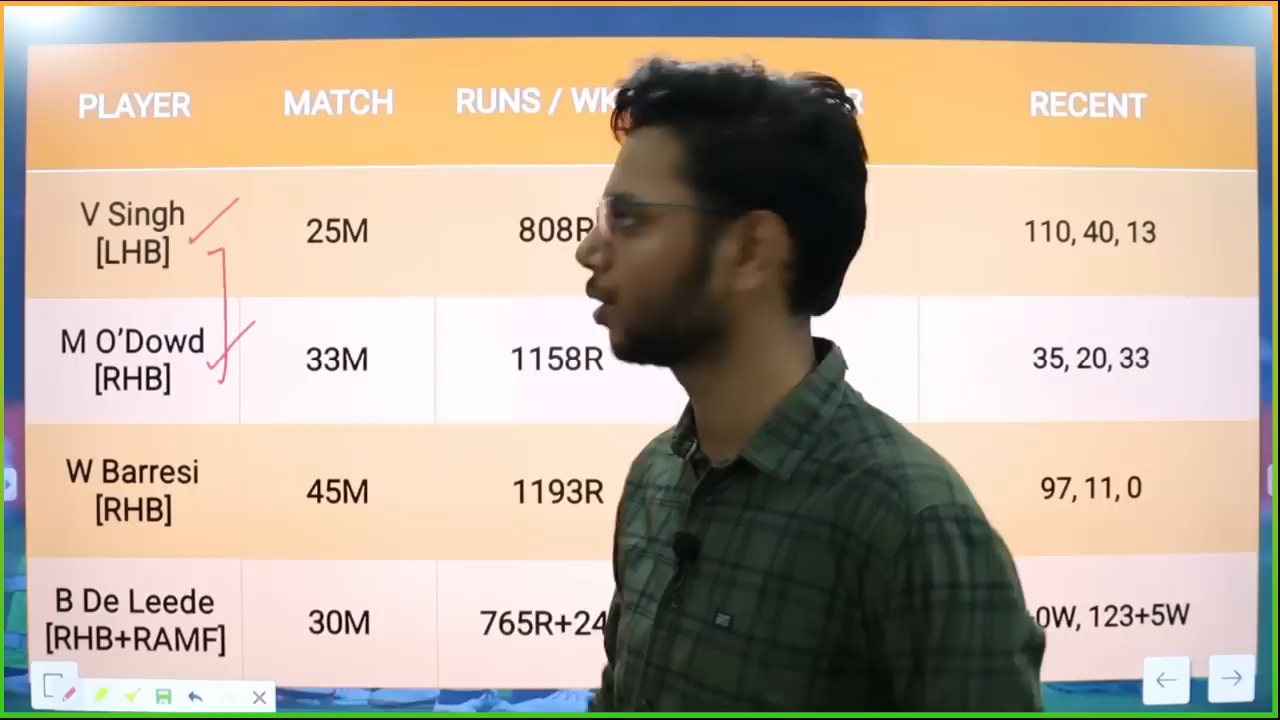 PLAYER MATCH RUNS / WK RECENT
V Singh
[LHB] 25M 808R 110, 40, 13
M O’Dowd
[RHB] 33M 1158R 35, 20, 33
W Barresi
[RHB] 45M 1193R 97, 11, 0
B De Leede
[RHB+RAMF] 30M 765R+24 0W, 123+5W